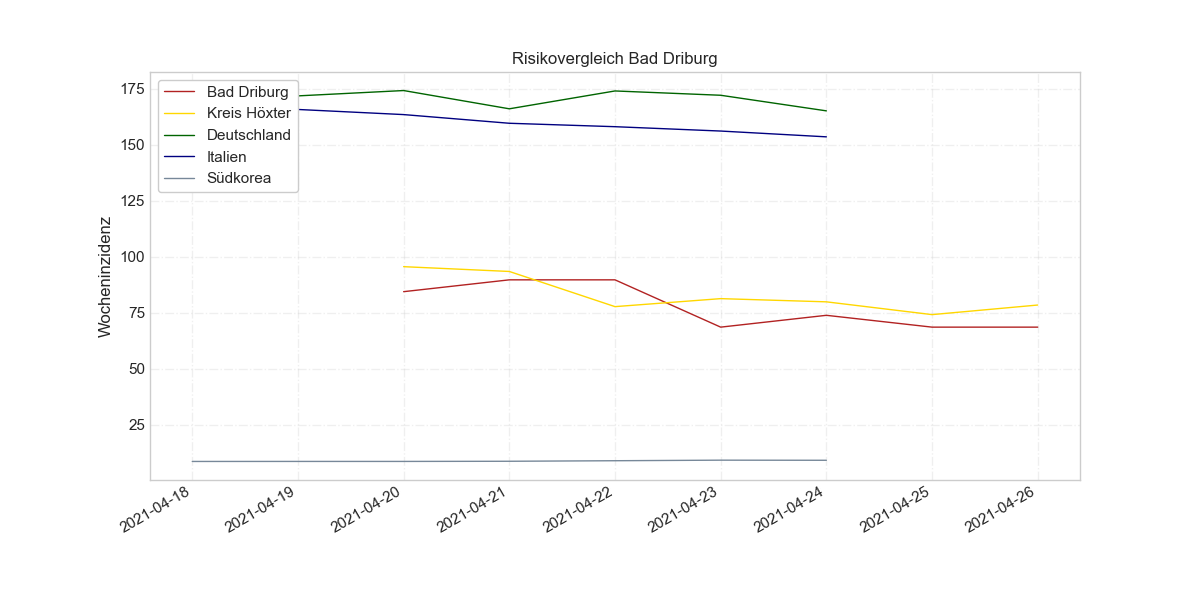 Risikovergleich Bad Driburg
Bad Driburg
Kreis Höxter
Deutschland
Italien
Südkorea
Wocheninzidenz
175
150
125
100
75
50
25
2021-04-18
2021-04-19
2021-04-20
2021-04-21
2021-04-22
2021-04-23
2021-04-24
2021-04-25
2021-04-26